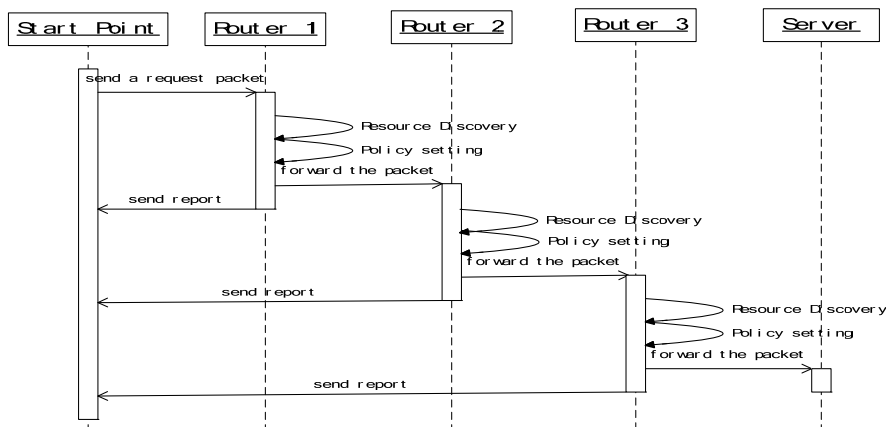 Start Point
Router 1
Router 2
Router 3
Server
send a request packet
Resource Discovery
Policy setting
forward the packet
send report
Resource Discovery
Policy setting
forward the packet
send report
Resource Discovery
Policy setting
forward the packet
send report